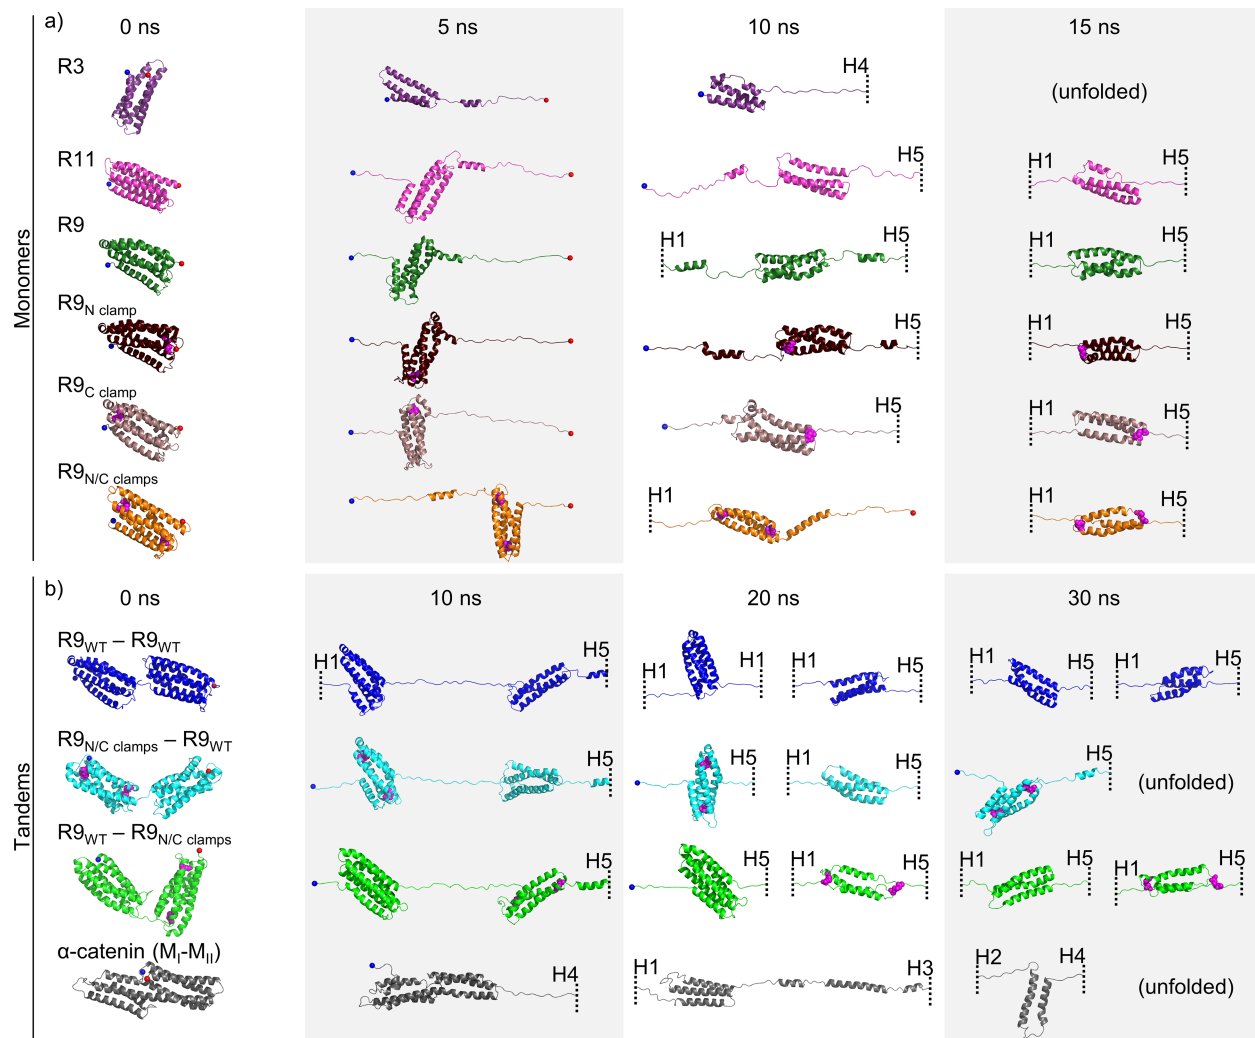 a)
0 ns 5 ns 10 ns 15 ns
Monomers
R3
H4
(unfolded)
R11
H5
H1 H5
R9
H1 H5
H1 H5
R9N clamp
H5
H1 H5
R9C clamp
H5
H1 H5
R9N/C clamps
H1
H1 H5
b)
0 ns 10 ns 20 ns 30 ns
Tandems
R9WT – R9WT
H1 H5
H1 H1 H1 H5
H1 H5 H1 H5
R9N/C clamps – R9WT
H5
H5 H1 H5
H5 (unfolded)
R9WT – R9N/C clamps
H5
H5 H1 H5
H1 H5 H1 H5
α-catenin (MI-MII)
H4
H1 H3
H2 H4 (unfolded)